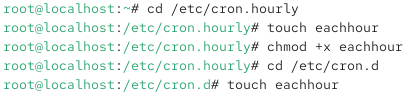 root@localhost:~# cd /etc/cron.hourly
root@localhost:/etc/cron.hourly# touch eachhour
root@localhost:/etc/cron.hourly# chmod +x eachhour
root@localhost:/etc/cron.hourly# cd /etc/cron.d
root@localhost:/etc/cron.d# touch eachhour